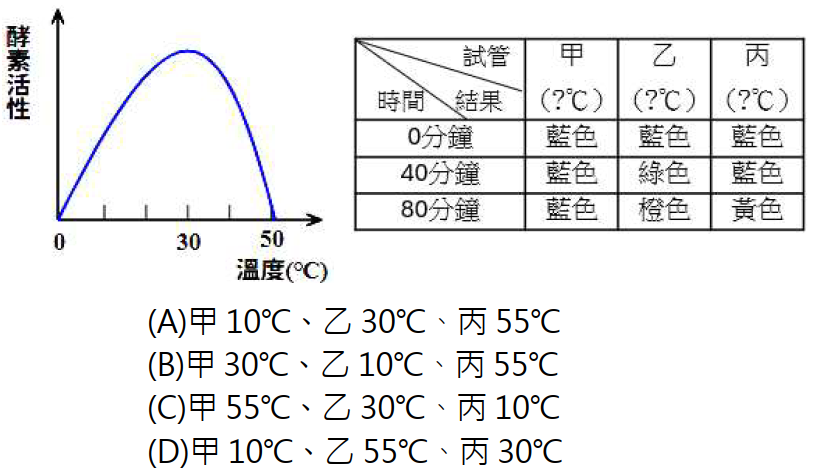 酵素活性
0 30 50
溫度(℃)
試管 時間 結果 甲(?℃) 乙(?℃) 丙(?℃)
0分鐘 藍色 藍色 藍色
40分鐘 藍色 綠色 藍色
80分鐘 藍色 橙色 黃色
(A)甲 10℃、乙 30℃、丙 55℃
(B)甲 30℃、乙 10℃、丙 55℃
(C)甲 55℃、乙 30℃、丙 10℃
(D)甲 10℃、乙 55℃、丙 30℃